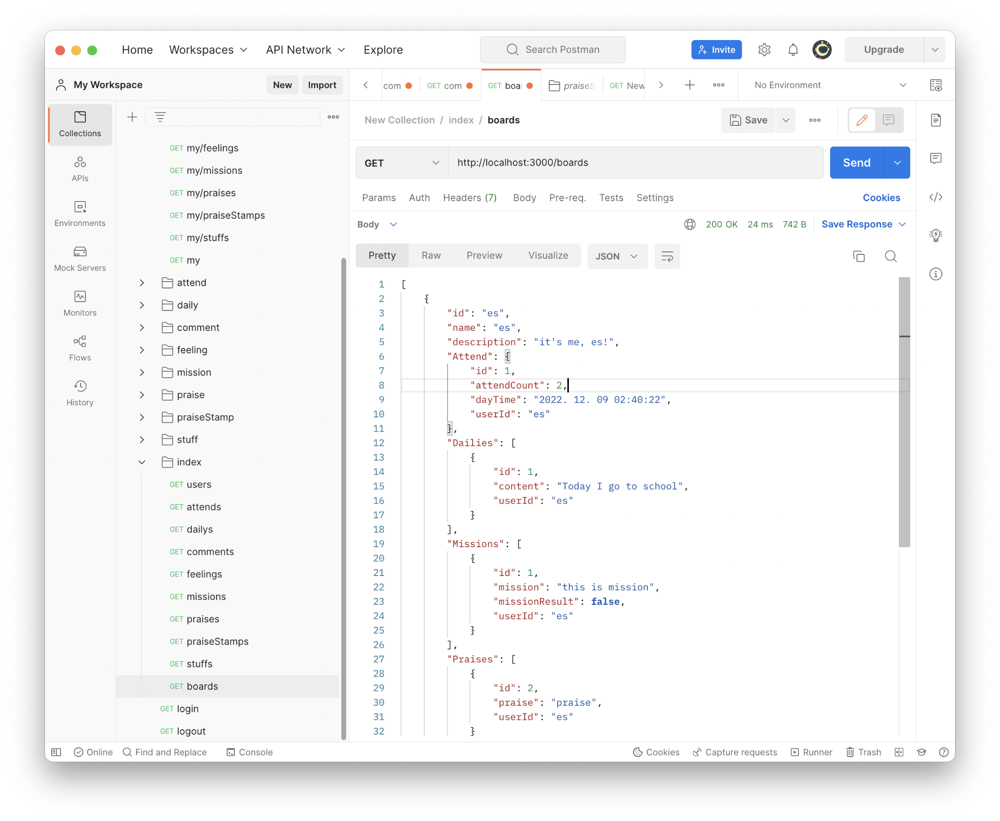 Home Workspaces API Network Explore Search Postman Invite Upgrade
My Workspace New Import
com GET com GET boa praiseS GET New No Environment
Collections
APIs
Environments
Mock Servers
Monitors
Flows
History
GET my/feelings
GET my/missions
GET my/praises
GET my/praiseStamps
GET my/stuffs
GET my
attend
daily
comment
feeling
mission
praise
praiseStamp
stuff
index
GET users
GET attends
GET dailys
GET comments
GET feelings
GET missions
GET praises
GET praiseStamps
GET stuffs
GET boards
GET login
GET logout
New Collection / index / boards Save
GET http://localhost:3000/boards Send
Params Auth Headers (7) Body Pre-req. Tests Settings Cookies
Body 200 OK 24 ms 742 B Save Response
Pretty Raw Preview Visualize JSON
1 [
2 {
3 "id": "es",
4 "name": "es",
5 "description": "it's me, es!",
6 "Attend": {
7 "id": 1,
8 "attendCount": 2,
9 "dayTime": "2022. 12. 09 02:40:22",
10 "userId": "es"
11 },
12 "Dailies": [
13 {
14 "id": 1,
15 "content": "Today I go to school",
16 "userId": "es"
17 }
18 ],
19 "Missions": [
20 {
21 "id": 1,
22 "mission": "this is mission",
23 "missionResult": false,
24 "userId": "es"
25 }
26 ],
27 "Praises": [
28 {
29 "id": 2,
30 "praise": "praise",
31 "userId": "es"
32 }
Online Find and Replace Console Cookies Capture requests Runner Trash